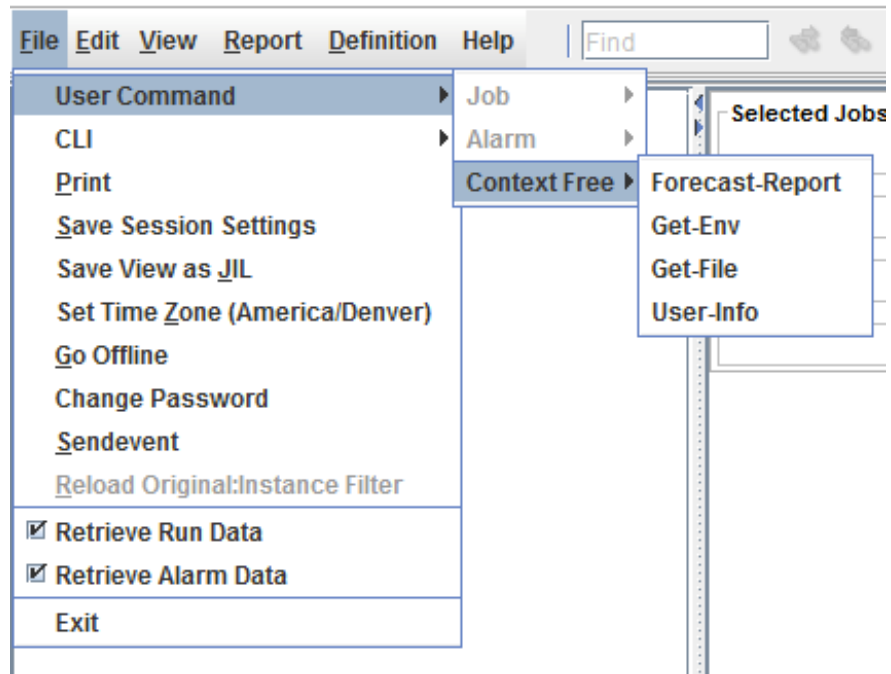 File Edit View Report Definition Help Find
User Command
CLI
Print
Save Session Settings
Save View as JIL
Set Time Zone (America/Denver)
Go Offline
Change Password
Sendevent
Reload Original:Instance Filter
Retrieve Run Data
Retrieve Alarm Data
Exit
Job
Alarm
Context Free
Forecast-Report
Get-Env
Get-File
User-Info
Selected Jobs